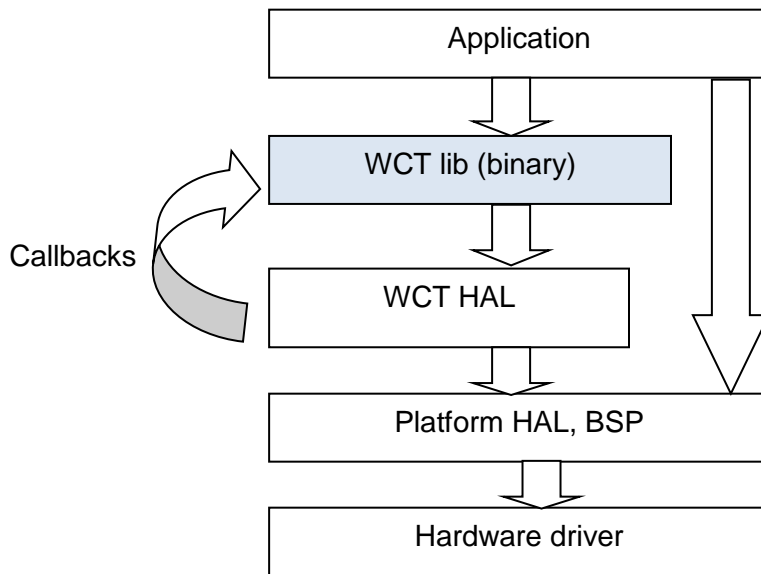 Application
WCT lib (binary)
Callbacks
WCT HAL
Platform HAL, BSP
Hardware driver